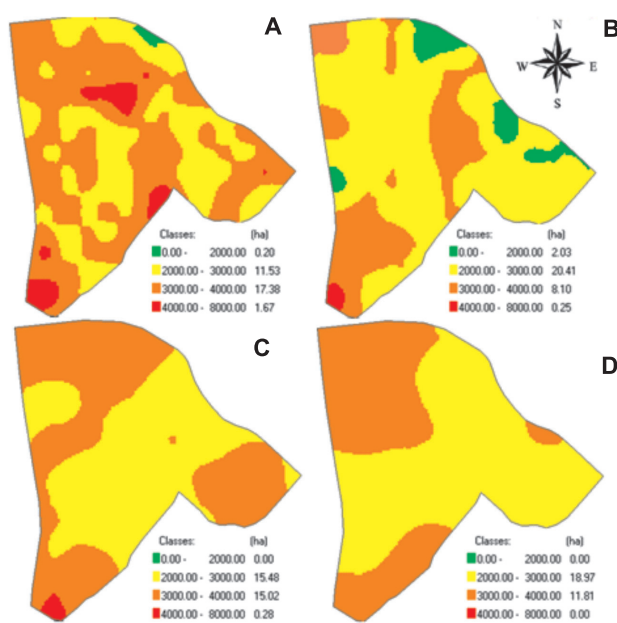 A
B
N
W E
S
Classes: (ha)
0.00 - 2000.00 0.20
2000.00 - 3000.00 11.53
3000.00 - 4000.00 17.38
4000.00 - 8000.00 1.67
Classes: (ha)
0.00 - 2000.00 2.03
2000.00 - 3000.00 20.41
3000.00 - 4000.00 8.10
4000.00 - 8000.00 0.25
C
D
Classes: (ha)
0.00 - 2000.00 0.00
2000.00 - 3000.00 15.48
3000.00 - 4000.00 15.02
4000.00 - 8000.00 0.28
Classes: (ha)
0.00 - 2000.00 0.00
2000.00 - 3000.00 18.97
3000.00 - 4000.00 11.81
4000.00 - 8000.00 0.00